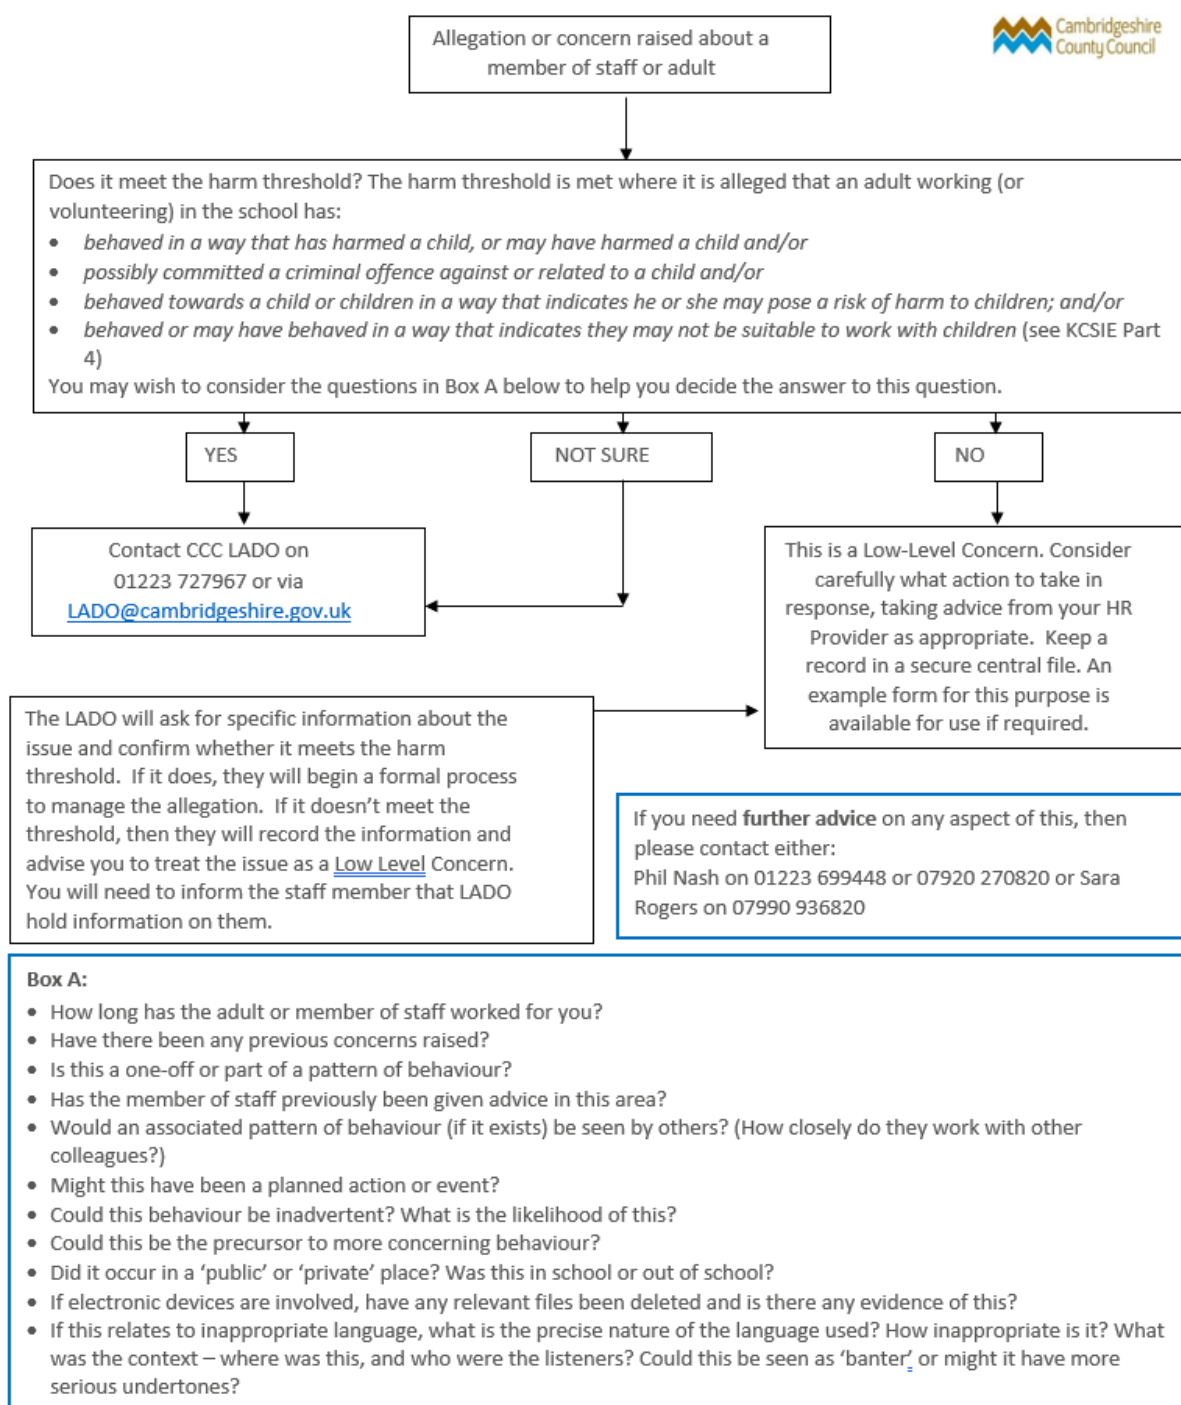 Allegation or concern raised about a
member of staff or adult
Cambridgeshire
County Council
Does it meet the harm threshold? The harm threshold is met where it is alleged that an adult working (or
volunteering) in the school has:
• behaved in a way that has harmed a child, or may have harmed a child and/or
• possibly committed a criminal offence against or related to a child and/or
• behaved towards a child or children in a way that indicates he or she may pose a risk of harm to children; and/or
• behaved or may have behaved in a way that indicates they may not be suitable to work with children (see KCSIE Part
4)
You may wish to consider the questions in Box A below to help you decide the answer to this question.
YES
NOT SURE
NO
Contact CCC LADO on
01223 727967 or via
LADO@cambridgeshire.gov.uk
This is a Low-Level Concern. Consider
carefully what action to take in
response, taking advice from your HR
Provider as appropriate.  Keep a
record in a secure central file. An
example form for this purpose is
available for use if required.
The LADO will ask for specific information about the
issue and confirm whether it meets the harm
threshold.  If it does, they will begin a formal process
to manage the allegation.  If it doesn't meet the
threshold, then they will record the information and
advise you to treat the issue as a Low Level Concern.
You will need to inform the staff member that LADO
hold information on them.
If you need further advice on any aspect of this, then
please contact either:
Phil Nash on 01223 699448 or 07920 270820 or Sara
Rogers on 07990 936820
Box A:
• How long has the adult or member of staff worked for you?
• Have there been any previous concerns raised?
• Is this a one-off or part of a pattern of behaviour?
• Has the member of staff previously been given advice in this area?
• Would an associated pattern of behaviour (if it exists) be seen by others? (How closely do they work with other
colleagues?)
• Might this have been a planned action or event?
• Could this behaviour be inadvertent? What is the likelihood of this?
• Could this be the precursor to more concerning behaviour?
• Did it occur in a 'public' or 'private' place? Was this in school or out of school?
• If electronic devices are involved, have any relevant files been deleted and is there any evidence of this?
• If this relates to inappropriate language, what is the precise nature of the language used? How inappropriate is it? What
was the context – where was this, and who were the listeners? Could this be seen as 'banter' or might it have more
serious undertones?